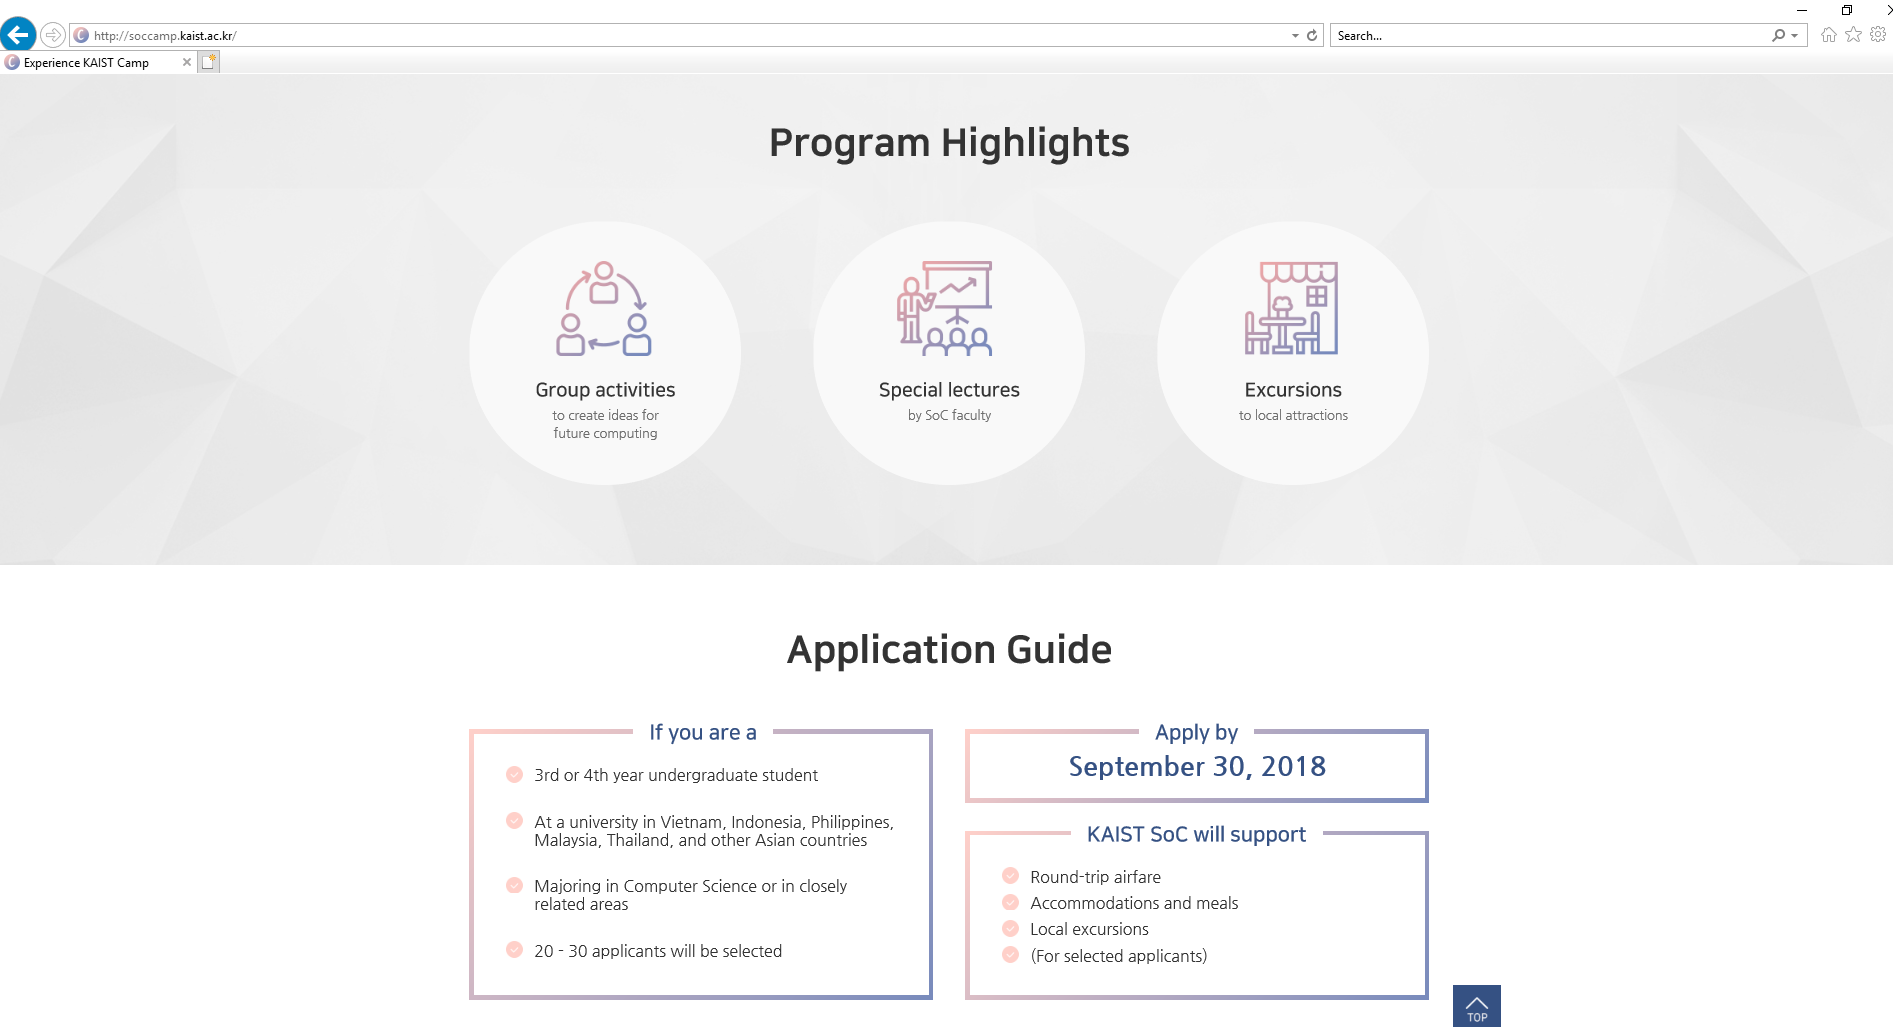 http://soccamp.kaist.ac.kr/
Search...
Experience KAIST Camp
Program Highlights
Group activities
to create ideas for
future computing
Special lectures
by SoC faculty
Excursions
to local attractions
Application Guide
If you are a
3rd or 4th year undergraduate student
At a university in Vietnam, Indonesia, Philippines,
Malaysia, Thailand, and other Asian countries
Majoring in Computer Science or in closely
related areas
20 - 30 applicants will be selected
Apply by
September 30, 2018
KAIST SoC will support
Round-trip airfare
Accommodations and meals
Local excursions
(For selected applicants)
TOP